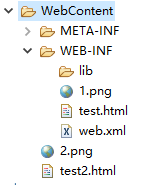 WebContent
META-INF
WEB-INF
lib
1.png
test.html
web.xml
2.png
test2.html